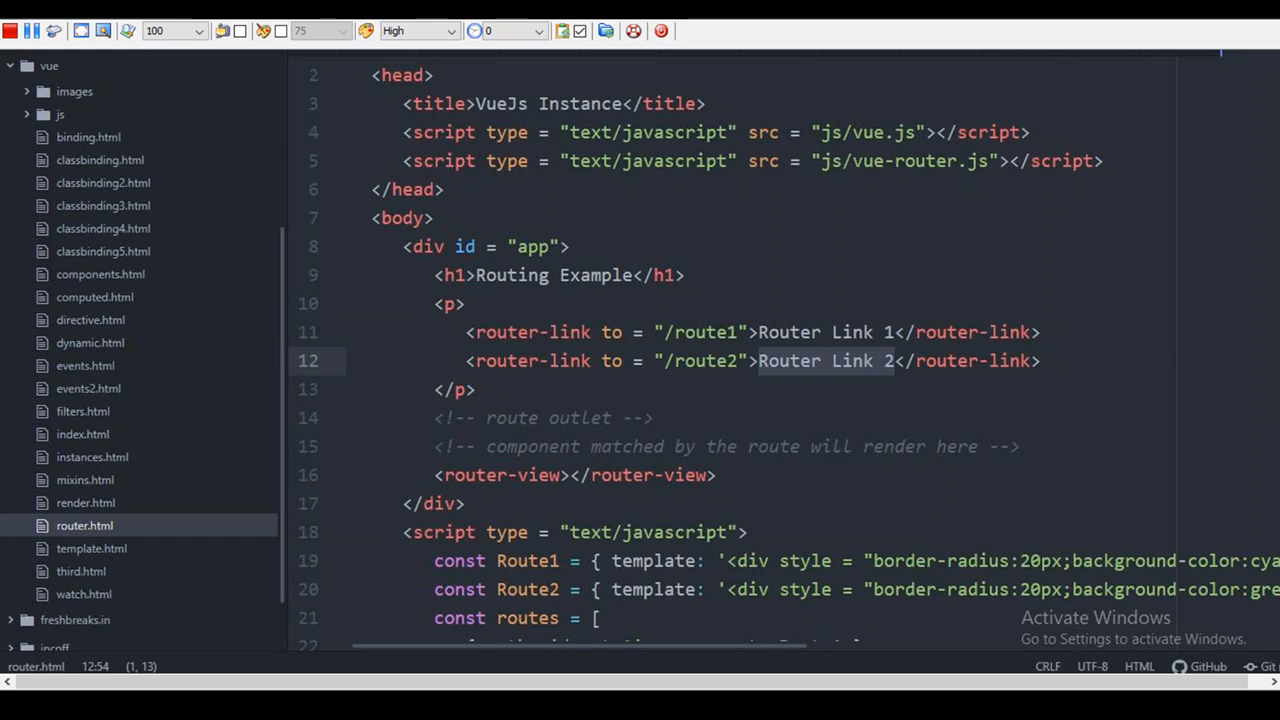 100
75
High
0
vue
images
js
binding.html
classbinding.html
classbinding2.html
classbinding3.html
classbinding4.html
classbinding5.html
components.html
computed.html
directive.html
dynamic.html
events.html
events2.html
filters.html
index.html
instances.html
mixins.html
render.html
router.html
template.html
third.html
watch.html
freshbreaks.in
2 <head>
3 <title>VueJs Instance</title>
4 <script type = "text/javascript" src = "js/vue.js"></script>
5 <script type = "text/javascript" src = "js/vue-router.js"></script>
6 </head>
7 <body>
8 <div id = "app">
9 <h1>Routing Example</h1>
10 <p>
11 <router-link to = "/route1">Router Link 1</router-link>
12 <router-link to = "/route2">Router Link 2</router-link>
13 </p>
14 <!-- route outlet -->
15 <!-- component matched by the route will render here -->
16 <router-view></router-view>
17 </div>
18 <script type = "text/javascript">
19 const Route1 = { template: '<div style = "border-radius:20px;background-color:cya
20 const Route2 = { template: '<div style = "border-radius:20px;background-color:gre
21 const routes = [
22
Activate Windows
Go to Settings to activate Windows.
router.html 12:54 (1, 13) CRLF UTF-8 HTML GitHub Git